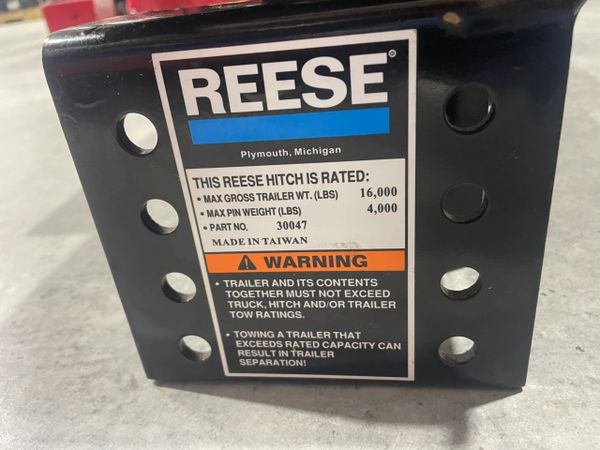 REESE®
Plymouth, Michigan
THIS REESE HITCH IS RATED:
• MAX GROSS TRAILER WT. (LBS) 16,000
• MAX PIN WEIGHT (LBS) 4,000
• PART NO. 30047
MADE IN TAIWAN
⚠ WARNING
• TRAILER AND ITS CONTENTS
TOGETHER MUST NOT EXCEED
TRUCK, HITCH AND/OR TRAILER
TOW RATINGS.
• TOWING A TRAILER THAT
EXCEEDS RATED CAPACITY CAN
RESULT IN TRAILER
SEPARATION!